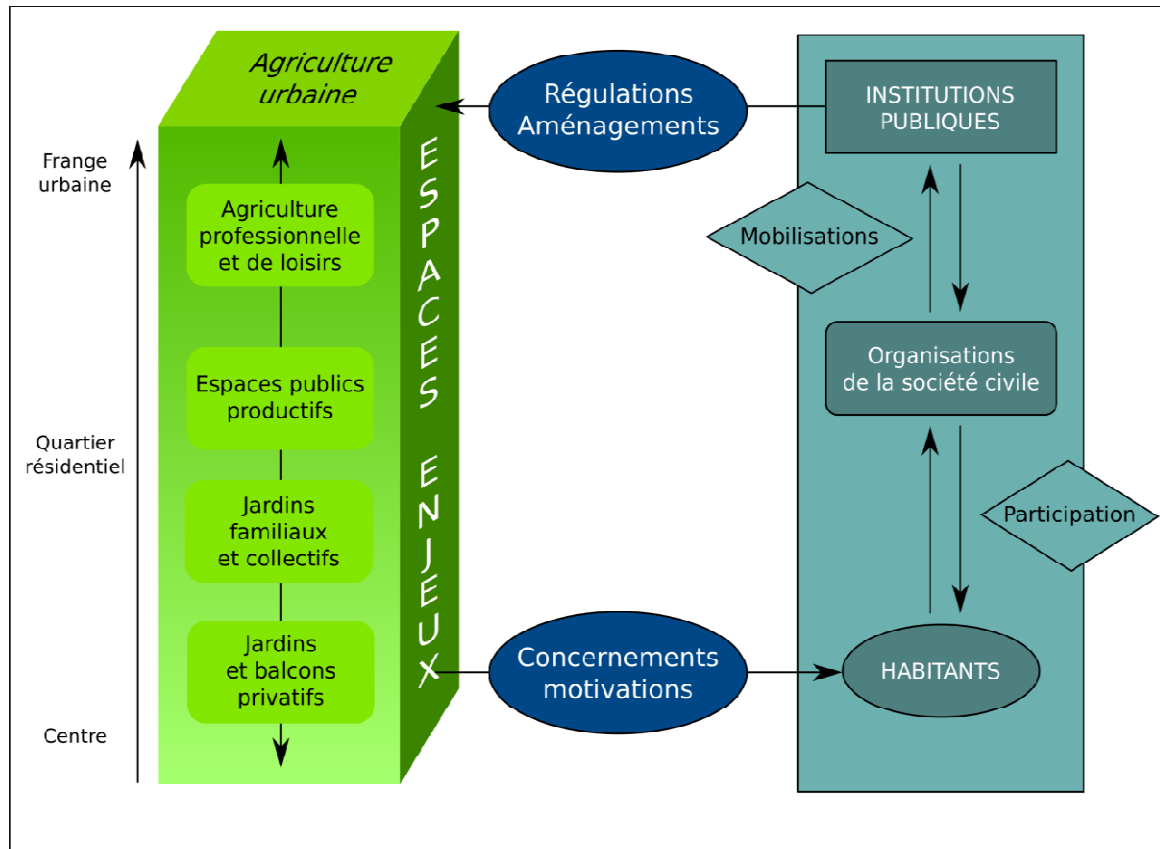 Agriculture
urbaine
Frange
urbaine
Quartier
résidentiel
Centre
Agriculture
professionnelle
et de loisirs
Espaces publics
productifs
Jardins
familiaux
et collectifs
Jardins
et balcons
privatifs
ESPACES ENJEUX
Régulations
Aménagements
Concernements
motivations
INSTITUTIONS
PUBLIQUES
Mobilisations
Organisations
de la société civile
Participation
HABITANTS